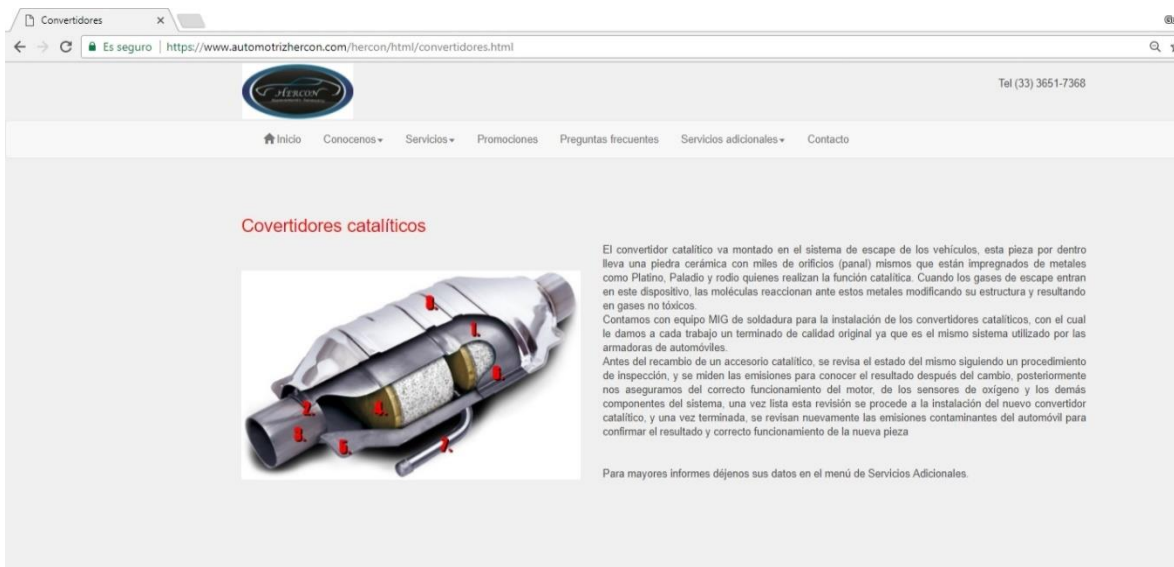 Convertidores
Es seguro | https://www.automotrizhercon.com/hercon/html/convertidores.html
HERCON
Tel (33) 3651-7368
Inicio Conocenos Servicios Promociones Preguntas frecuentes Servicios adicionales Contacto
Covertidores catalíticos
El convertidor catalítico va montado en el sistema de escape de los vehículos, esta pieza por dentro
lleva una piedra cerámica con miles de orificios (panal) mismos que están impregnados de metales
como Platino, Paladio y rodio quienes realizan la función catalítica. Cuando los gases de escape entran
en este dispositivo, las moléculas reaccionan ante estos metales modificando su estructura y resultando
en gases no tóxicos.
Contamos con equipo MIG de soldadura para la instalación de los convertidores catalíticos, con el cual
le damos a cada trabajo un terminado de calidad original ya que es el mismo sistema utilizado por las
armadoras de automóviles.
Antes del recambio de un accesorio catalítico, se revisa el estado del mismo siguiendo un procedimiento
de inspección, y se miden las emisiones para conocer el resultado después del cambio, posteriormente
nos aseguramos del correcto funcionamiento del motor, de los sensores de oxígeno y los demás
componentes del sistema, una vez lista esta revisión se procede a la instalación del nuevo convertidor
catalítico, y una vez terminada, se revisan nuevamente las emisiones contaminantes del automóvil para
confirmar el resultado y correcto funcionamiento de la nueva pieza
Para mayores informes déjenos sus datos en el menú de Servicios Adicionales.
1.
2.
4.
7.